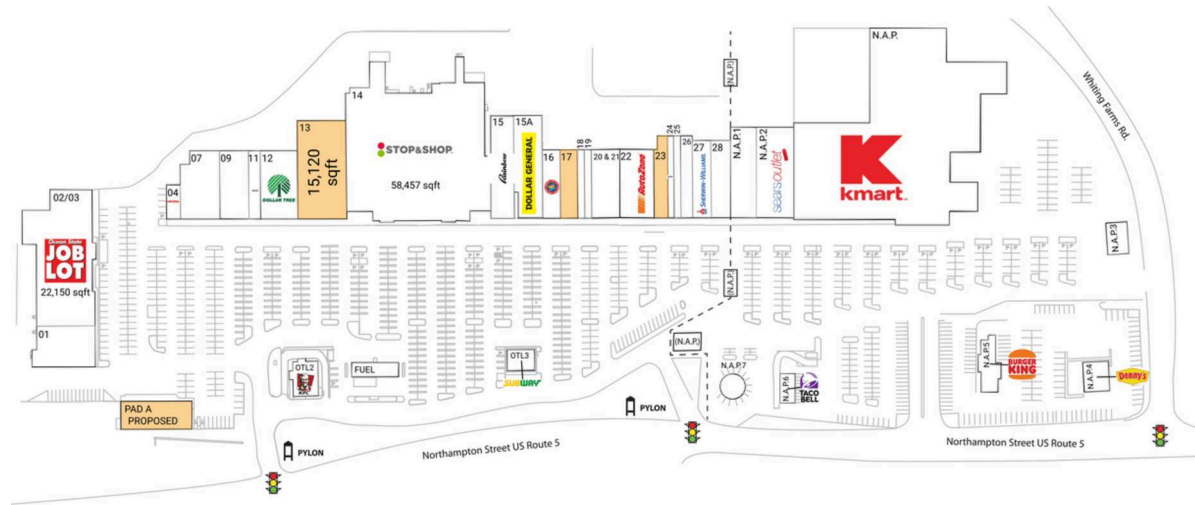 N.A.P.
Whiting Farms Rd.
(N.A.P.)
14
STOP&SHOP
58,457 sqft
13
15,120
sqft
15
15A
Rainbow
DOLLAR GENERAL
07
09
11
12
DOLLAR TREE
04
16
17
18
19
20 & 21
22
AutoZone
23
24
25
26
27
SHERWIN-WILLIAMS
28
N.A.P.1
N.A.P.2
sears outlet
K
kmart
02/03
Ocean State
JOB
LOT
22,150 sqft
01
N.A.P.3
(N.A.P.)
(N.A.P.)
OTL2
KFC
FUEL
OTL3
SUBWAY
N.A.P.7
N.A.P.6
TACO
BELL
N.A.P.5
BURGER
KING
N.A.P.4
Denny's
PAD A
PROPOSED
PYLON
PYLON
Northampton Street US Route 5
Northampton Street US Route 5